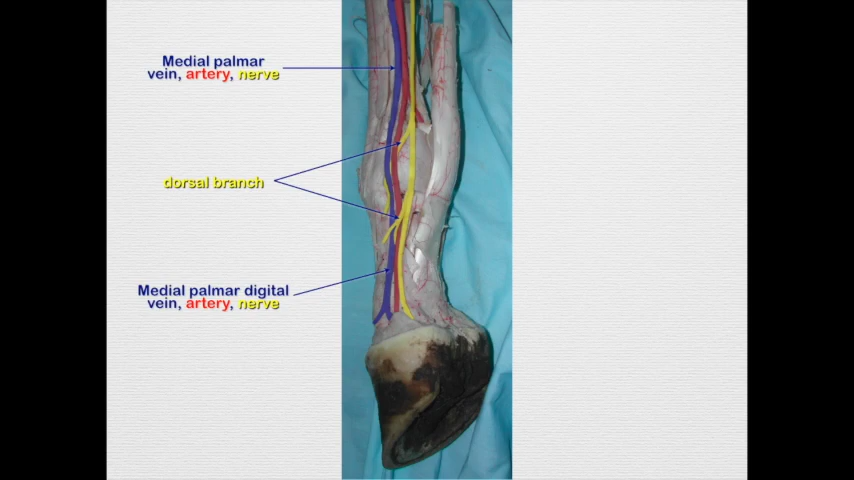 Medial palmar
vein, artery, nerve
dorsal branch
Medial palmar digital
vein, artery, nerve